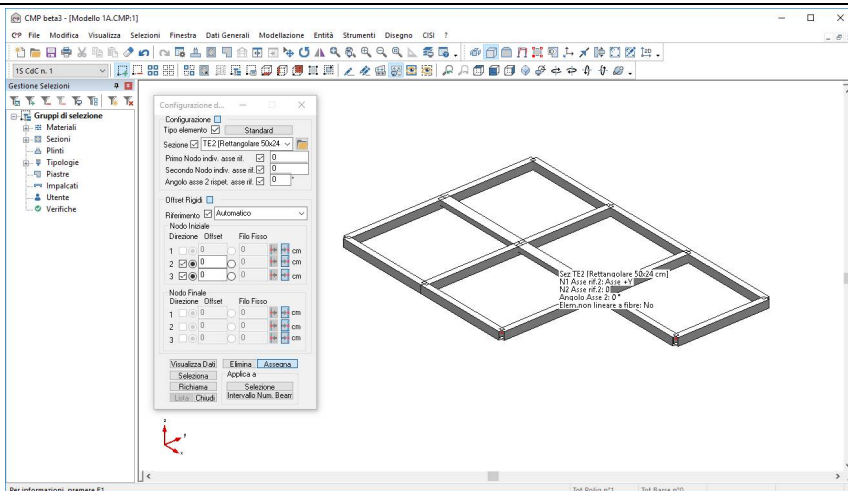 CMP beta3 - [Modello 1A.CMP:1]
File Modifica Visualizza Selezioni Finestra Dati Generali Modellazione Entità Strumenti Disegno CISI ?
1S CdC n. 1
Gestione Selezioni
Gruppi di selezione
Materiali
Sezioni
Plinti
Tipologie
Piastre
Impalcati
Utente
Verifiche
Configurazione d...
Configurazione
Tipo elemento Standard
Sezione TE2 [Rettangolare 50x24
Primo Nodo indiv. asse rif. 0
Secondo Nodo indiv. asse rif. 0
Angolo asse 2 rispet. asse rif. 0 °
Offset Rigidi
Riferimento Automatico
Nodo Iniziale
Direzione Offset Filo Fisso
1 0 0 cm
2 0 0 cm
3 0 0 cm
Nodo Finale
Direzione Offset Filo Fisso
1 0 0 cm
2 0 0 cm
3 0 0 cm
Visualizza Dati Elimina Assegna
Seleziona Applica a
Richiama Selezione
Lista Chiudi Intervallo Num. Beam
Sez TE2 [Rettangolare 50x24 cm]
N1 Asse rif.2: Asse +Y
N2 Asse rif.2: 0
Angolo Asse 2: 0 °
Elem.non lineare a fibre: No
Per informazioni, premere F1
Tot Polig n°1 Tot Barre n°0